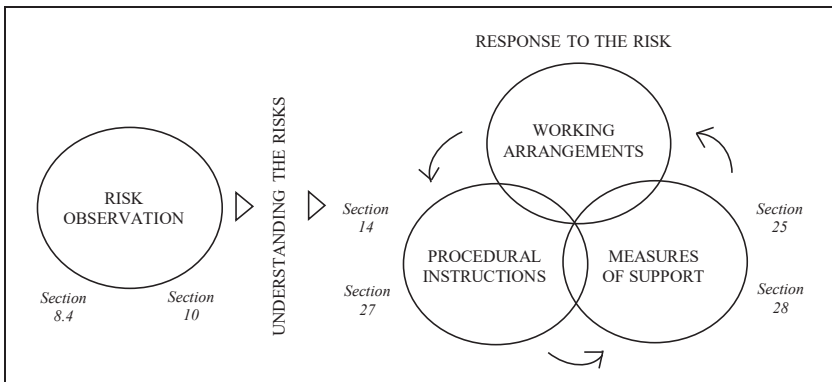 RESPONSE TO THE RISK
WORKING
ARRANGEMENTS
UNDERSTANDING THE RISKS
RISK
OBSERVATION
Section
8.4
Section
10
Section
14
Section
25
PROCEDURAL
INSTRUCTIONS
MEASURES
OF SUPPORT
Section
27
Section
28